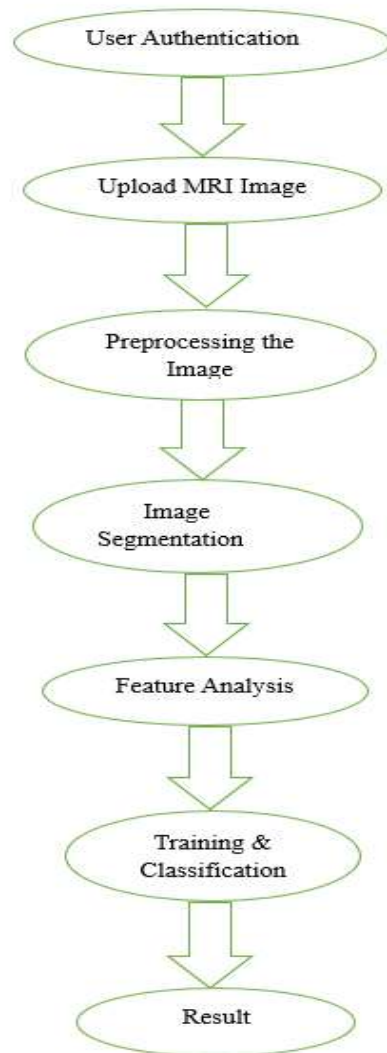 User Authentication
Upload MRI Image
Preprocessing the
Image
Image
Segmentation
Feature Analysis
Training &
Classification
Result